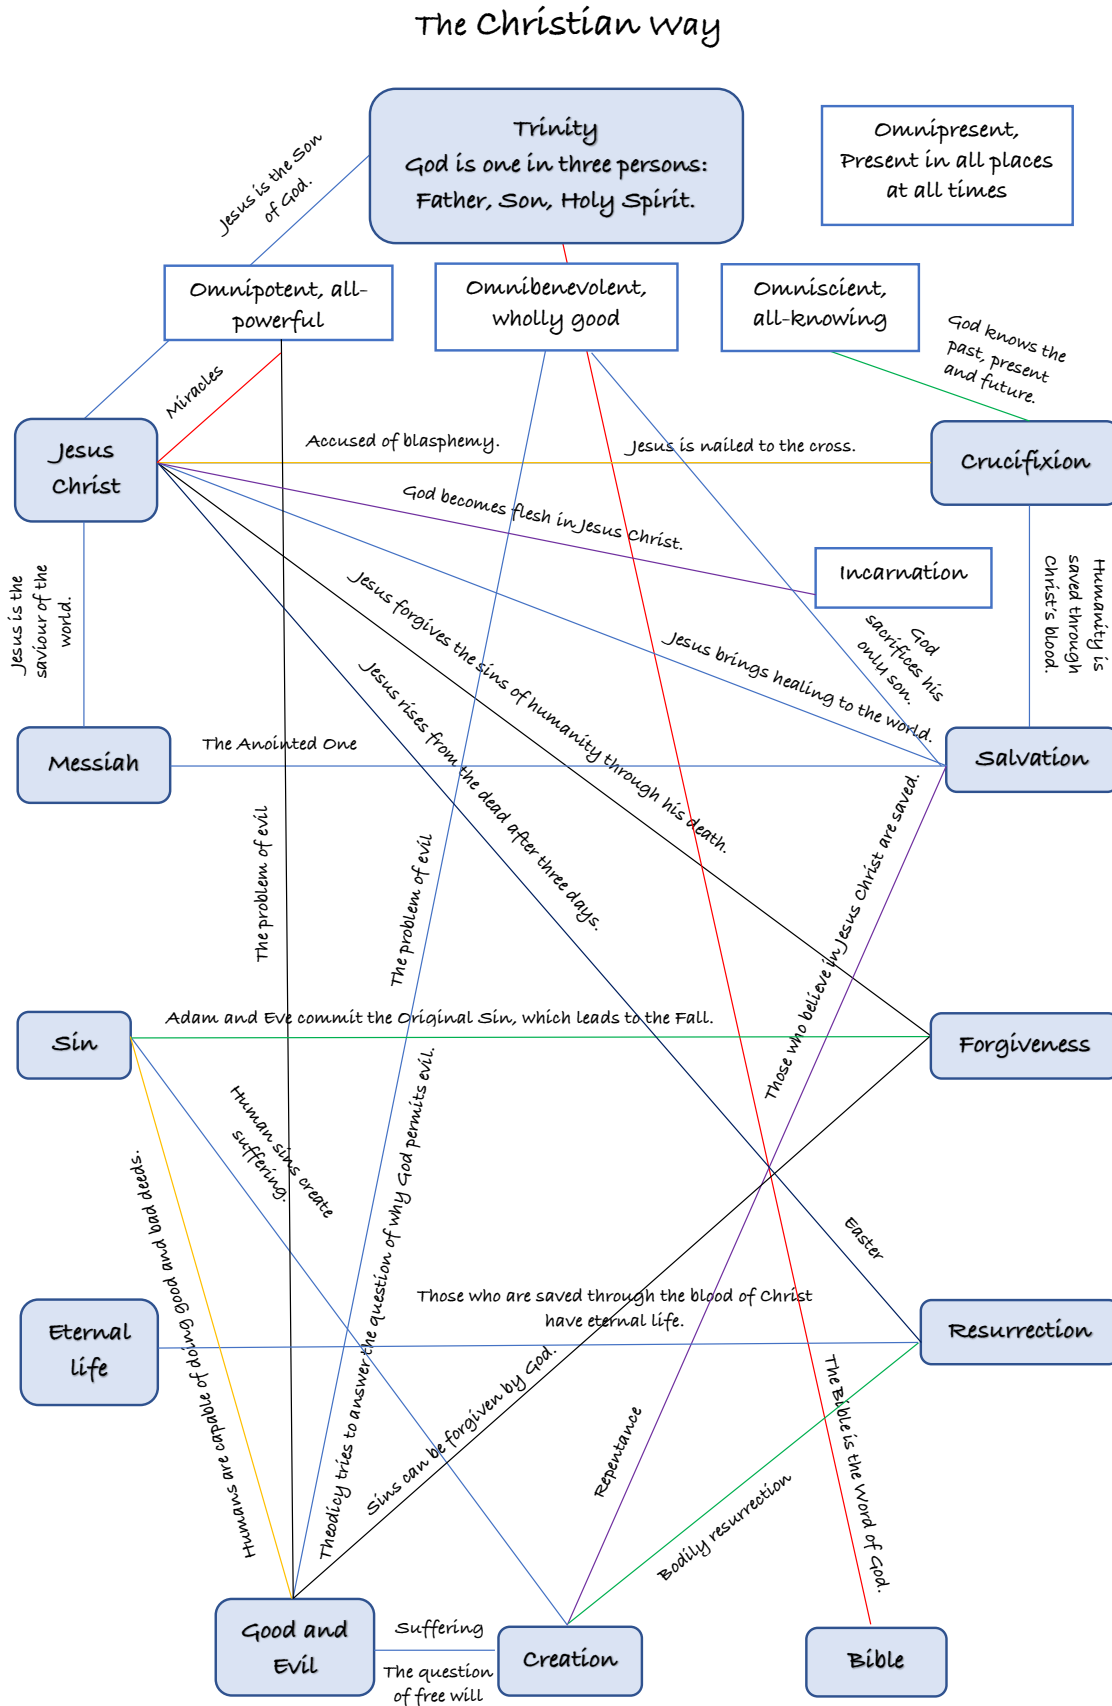 The Christian Way
Trinity
God is one in three persons:
Father, Son, Holy Spirit.
Omnipresent,
Present in all places
at all times
Jesus is the Son
of God.
Omnipotent, all-
powerful
Omnibenevolent,
wholly good
Omniscient,
all-knowing
God knows the
past, present
and future.
Miracles
Jesus
Christ
Accused of blasphemy.
Jesus is nailed to the cross.
Crucifixion
God becomes flesh in Jesus Christ.
Incarnation
Jesus is the
saviour of the
world.
Jesus forgives the sins of humanity through his death.
Jesus rises from the dead after three days.
Jesus brings healing to the world.
God
sacrifices his
only son.
Humanity is
saved through
Christ's blood.
Messiah
The Anointed One
Salvation
The problem of evil
The problem of evil
Those who believe in Jesus Christ are saved.
Sin
Adam and Eve commit the Original Sin, which leads to the Fall.
Forgiveness
Human sins create
suffering.
Humans are capable of doing good and bad deeds.
Theodicy tries to answer the question of why God permits evil.
Easter
Eternal
life
Those who are saved through the blood of Christ
have eternal life.
Resurrection
Sins can be forgiven by God.
Repentance
Bodily resurrection
The Bible is the Word of God.
Good and
Evil
Suffering
The question
of free will
Creation
Bible